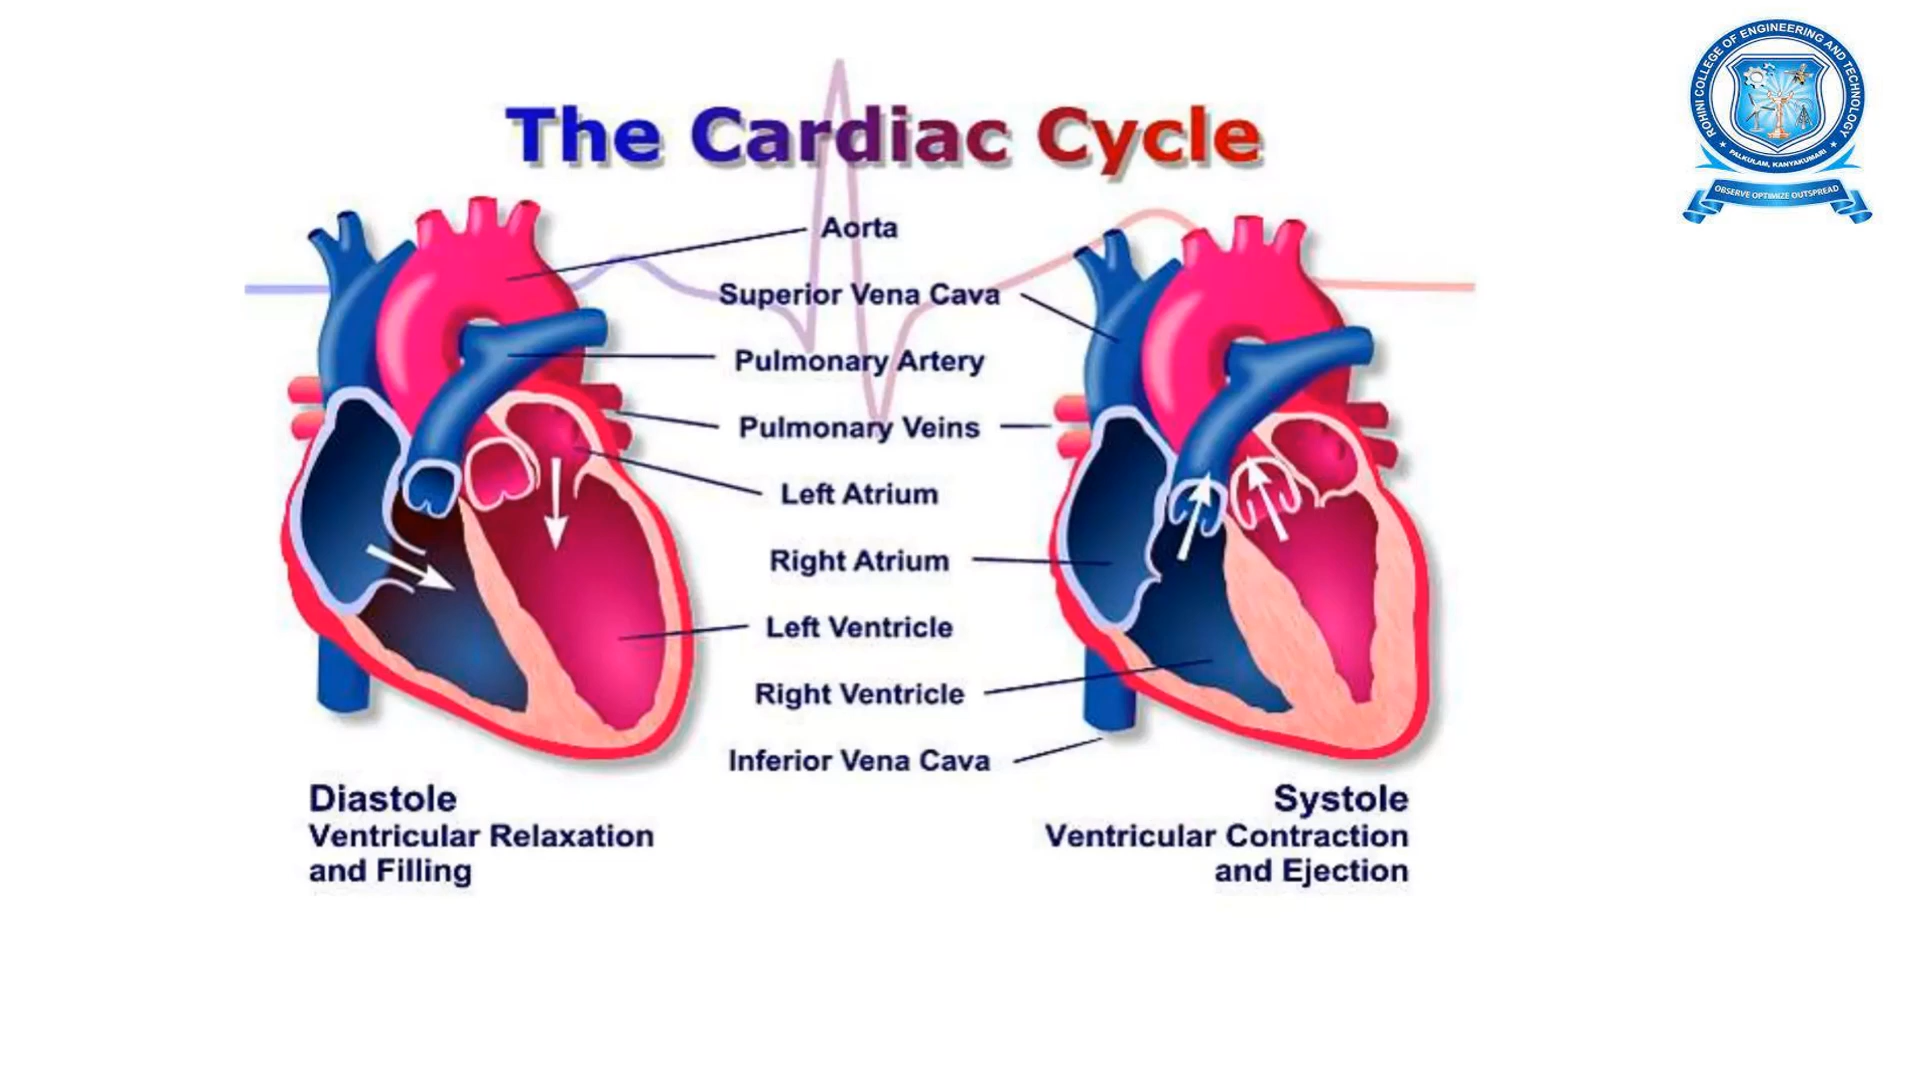 The Cardiac Cycle
ROHINI COLLEGE OF ENGINEERING AND TECHNOLOGY
PALKULAM, KANYAKUMARI
OBSERVE OPTIMIZE OUTSPREAD
Aorta
Superior Vena Cava
Pulmonary Artery
Pulmonary Veins
Left Atrium
Right Atrium
Left Ventricle
Right Ventricle
Inferior Vena Cava
Diastole
Ventricular Relaxation
and Filling
Systole
Ventricular Contraction
and Ejection